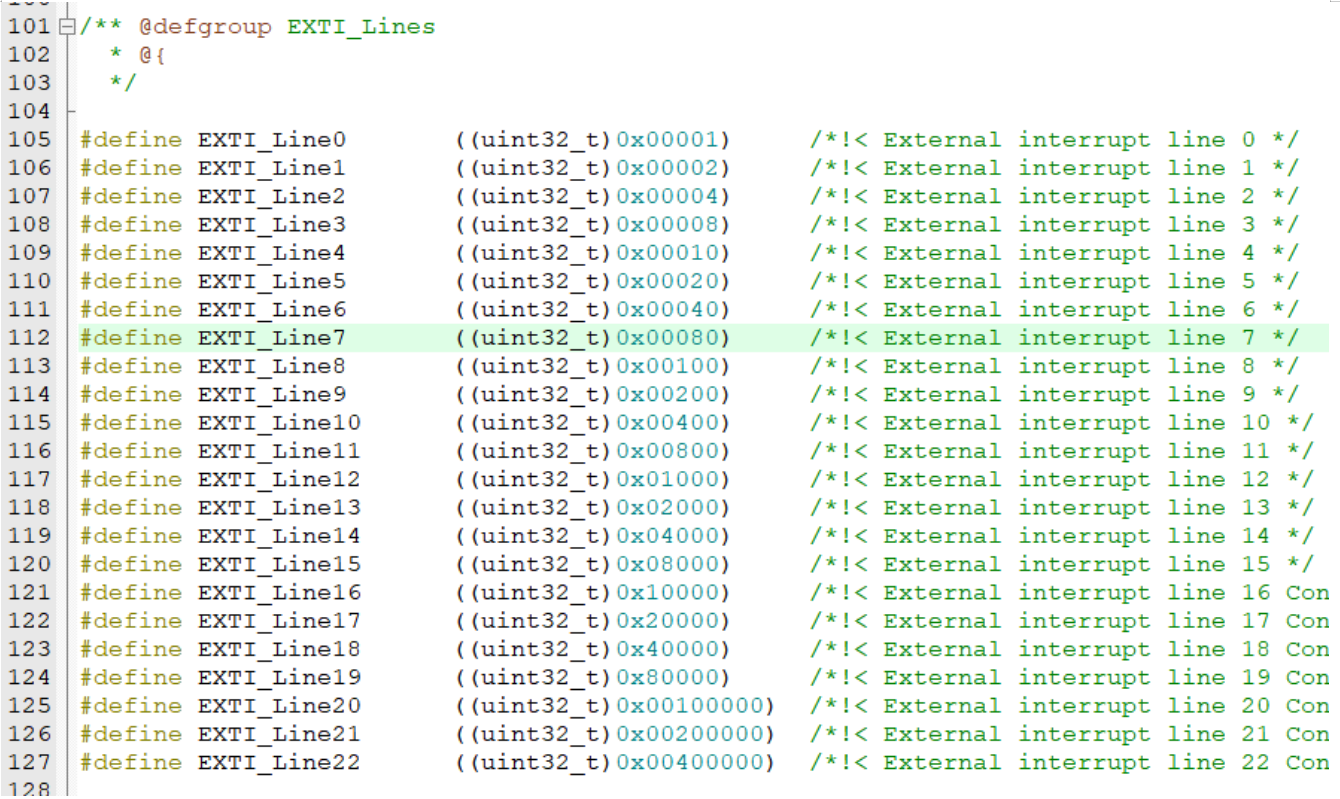 101 /** @defgroup EXTI_Lines
102 * @{
103 */
104
105 #define EXTI_Line0 ((uint32_t)0x00001) /*!< External interrupt line 0 */
106 #define EXTI_Line1 ((uint32_t)0x00002) /*!< External interrupt line 1 */
107 #define EXTI_Line2 ((uint32_t)0x00004) /*!< External interrupt line 2 */
108 #define EXTI_Line3 ((uint32_t)0x00008) /*!< External interrupt line 3 */
109 #define EXTI_Line4 ((uint32_t)0x00010) /*!< External interrupt line 4 */
110 #define EXTI_Line5 ((uint32_t)0x00020) /*!< External interrupt line 5 */
111 #define EXTI_Line6 ((uint32_t)0x00040) /*!< External interrupt line 6 */
112 #define EXTI_Line7 ((uint32_t)0x00080) /*!< External interrupt line 7 */
113 #define EXTI_Line8 ((uint32_t)0x00100) /*!< External interrupt line 8 */
114 #define EXTI_Line9 ((uint32_t)0x00200) /*!< External interrupt line 9 */
115 #define EXTI_Line10 ((uint32_t)0x00400) /*!< External interrupt line 10 */
116 #define EXTI_Line11 ((uint32_t)0x00800) /*!< External interrupt line 11 */
117 #define EXTI_Line12 ((uint32_t)0x01000) /*!< External interrupt line 12 */
118 #define EXTI_Line13 ((uint32_t)0x02000) /*!< External interrupt line 13 */
119 #define EXTI_Line14 ((uint32_t)0x04000) /*!< External interrupt line 14 */
120 #define EXTI_Line15 ((uint32_t)0x08000) /*!< External interrupt line 15 */
121 #define EXTI_Line16 ((uint32_t)0x10000) /*!< External interrupt line 16 Con
122 #define EXTI_Line17 ((uint32_t)0x20000) /*!< External interrupt line 17 Con
123 #define EXTI_Line18 ((uint32_t)0x40000) /*!< External interrupt line 18 Con
124 #define EXTI_Line19 ((uint32_t)0x80000) /*!< External interrupt line 19 Con
125 #define EXTI_Line20 ((uint32_t)0x00100000) /*!< External interrupt line 20 Con
126 #define EXTI_Line21 ((uint32_t)0x00200000) /*!< External interrupt line 21 Con
127 #define EXTI_Line22 ((uint32_t)0x00400000) /*!< External interrupt line 22 Con
128